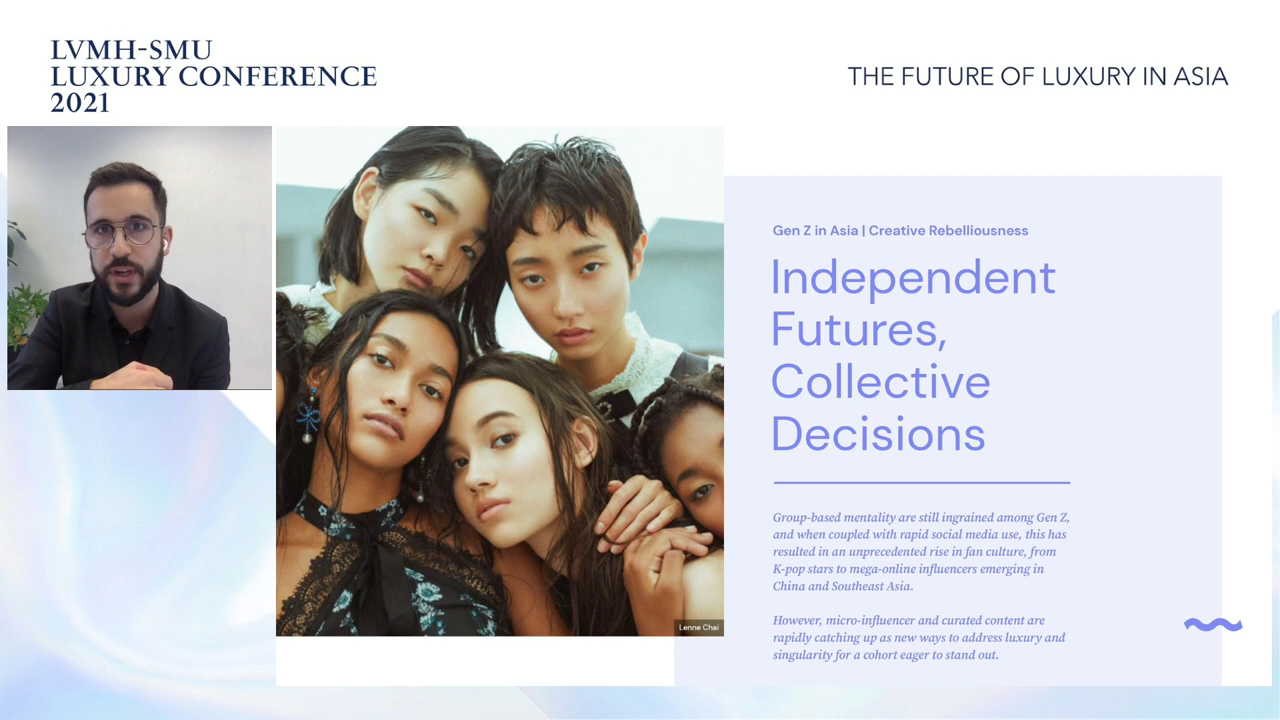 LVMH-SMU
LUXURY CONFERENCE
2021
THE FUTURE OF LUXURY IN ASIA
Gen Z in Asia | Creative Rebelliousness
Independent
Futures,
Collective
Decisions
Group-based mentality are still ingrained among Gen Z,
and when coupled with rapid social media use, this has
resulted in an unprecedented rise in fan culture, from
K-pop stars to mega-online influencers emerging in
China and Southeast Asia.
However, micro-influencer and curated content are
rapidly catching up as new ways to address luxury and
singularity for a cohort eager to stand out.
Lenne Chai